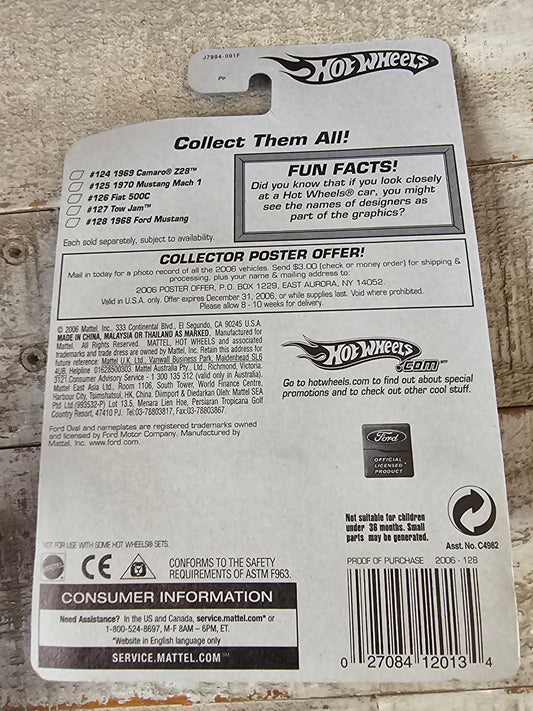 J7994-091F
PP
HOT WHEELS
Collect Them All!
#124 1969 Camaro® Z28™
#125 1970 Mustang Mach 1
#126 Fiat 500C
#127 Tow Jam™
#128 1968 Ford Mustang
Each sold separately, subject to availability.
FUN FACTS!
Did you know that if you look closely
at a Hot Wheels® car, you might
see the names of designers as
part of the graphics?
COLLECTOR POSTER OFFER!
Mail in today for a photo record of all the 2006 vehicles. Send $3.00 (check or money order) for shipping &
processing, plus your name & mailing address to:
2006 POSTER OFFER, P.O. BOX 1229, EAST AURORA, NY 14052.
Valid in U.S.A. only. Offer expires December 31, 2006, or while supplies last. Void where prohibited.
Please allow 8 - 10 weeks for delivery.
© 2006 Mattel, Inc., 333 Continental Blvd., El Segundo, CA 90245 U.S.A.
MADE IN CHINA, MALAYSIA OR THAILAND AS MARKED. Manufactured for
Mattel. All Rights Reserved. MATTEL, HOT WHEELS and associated
trademarks and trade dress are owned by Mattel, Inc. Retain this address for
future reference: Mattel U.K. Ltd., Vanwall Business Park, Maidenhead SL6
4UB. Helpline 01628500303. Mattel Australia Pty., Ltd., Richmond, Victoria.
3121.Consumer Advisory Service - 1 300 135 312 (valid only in Australia).
Mattel East Asia Ltd., Room 1106, South Tower, World Finance Centre,
Harbour City, Tsimshatsui, HK, China. Diimport & Diedarkan Oleh: Mattel SEA
Ptd Ltd.(993532-P) Lot 13.5, Menara Lien Hoe, Persiaran Tropicana Golf
Country Resort, 47410 PJ. Tel:03-78803817, Fax:03-78803867.
Ford Oval and nameplates are registered trademarks owned
and licensed by Ford Motor Company. Manufactured by
Mattel, Inc. www.ford.com.
HOT WHEELS
.COM
Go to hotwheels.com to find out about special
promotions and to check out other cool stuff.
Ford
OFFICIAL
LICENSED
PRODUCT
Not suitable for children
under 36 months. Small
parts may be generated.
Asst. No. C4982
NOT FOR USE WITH SOME HOT WHEELS® SETS.
MATTEL
CE
CONFORMS TO THE SAFETY
REQUIREMENTS OF ASTM F963.
PROOF OF PURCHASE 2006 - 128
CONSUMER INFORMATION
Need Assistance? In the US and Canada, service.mattel.com* or
1-800-524-8697, M-F 8AM – 6PM, ET.
*Website in English language only
SERVICE.MATTEL.COM℠
0 27084 12013 4